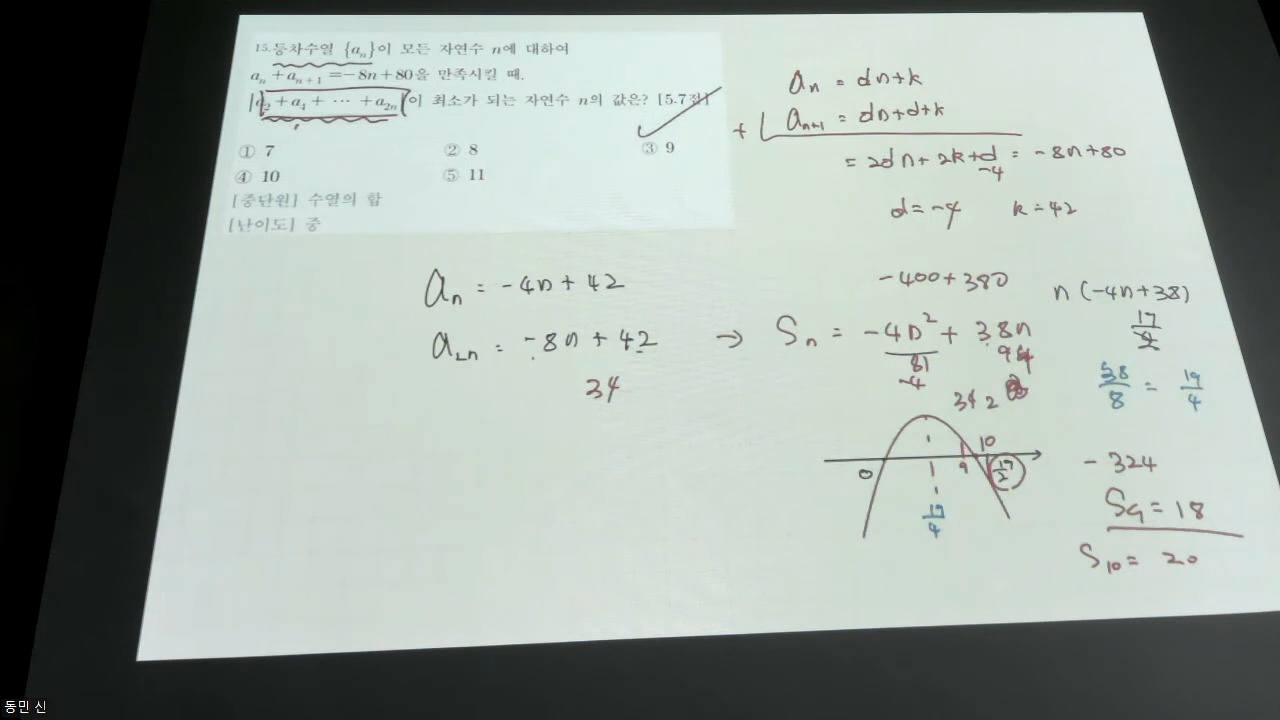 15.등차수열 {aₙ}이 모든 자연수 n에 대하여
aₙ+aₙ₊₁=-8n+80을 만족시킬 때,
|a₂+a₄+ ⋯ +a₂ₙ|이 최소가 되는 자연수 n의 값은? [5.7점]
① 7 ② 8 ③ 9
④ 10 ⑤ 11
[중단원] 수열의 합
[난이도] 중
aₙ = dn+k
+ aₙ₊₁ = dn+d+k
= 2dn+2k+d = -8n+80
-4
d=-4 k=42
aₙ = -4n+42
a₂ₙ = -8n+42 → Sₙ = -4n²+38n
34
-400+380
n(-4n+38)
81
-4
342
38/8 = 19/4
0 9 10
19/4
-324
S₉=18
S₁₀= 20
동민 신